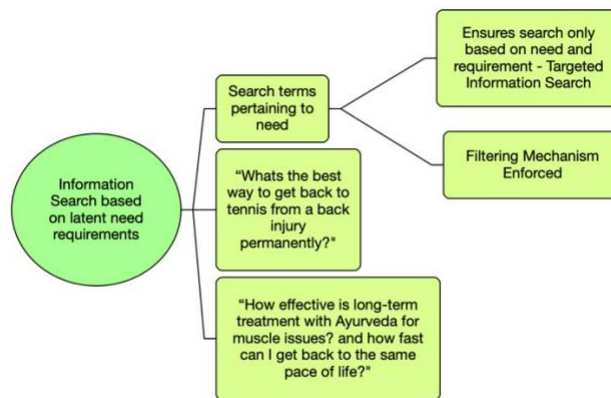 Information
Search based
on latent need
requirements
Search terms
pertaining to
need
Ensures search only
based on need and
requirement - Targeted
Information Search
Filtering Mechanism
Enforced
"Whats the best
way to get back to
tennis from a back
injury
permanently?"
"How effective is long-term
treatment with Ayurveda for
muscle issues? and how fast
can I get back to the same
pace of life?"